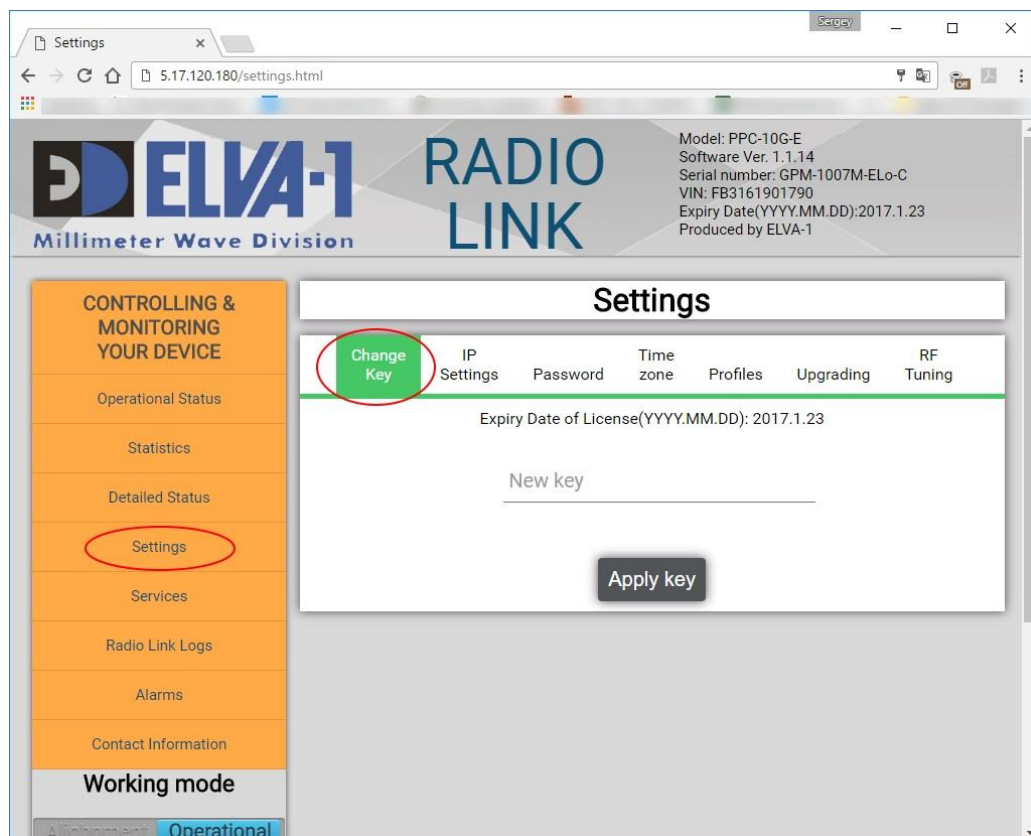 Sergey
Settings
5.17.120.180/settings.html
Off
ELVA-1
Millimeter Wave Division
RADIO
LINK
Model: PPC-10G-E
Software Ver. 1.1.14
Serial number: GPM-1007M-ELo-C
VIN: FB3161901790
Expiry Date(YYYY.MM.DD):2017.1.23
Produced by ELVA-1
CONTROLLING &
MONITORING
YOUR DEVICE
Operational Status
Statistics
Detailed Status
Settings
Services
Radio Link Logs
Alarms
Contact Information
Working mode
Operational
Settings
Change
Key
IP
Settings
Password
Time
zone
Profiles
Upgrading
RF
Tuning
Expiry Date of License(YYYY.MM.DD): 2017.1.23
New key
Apply key